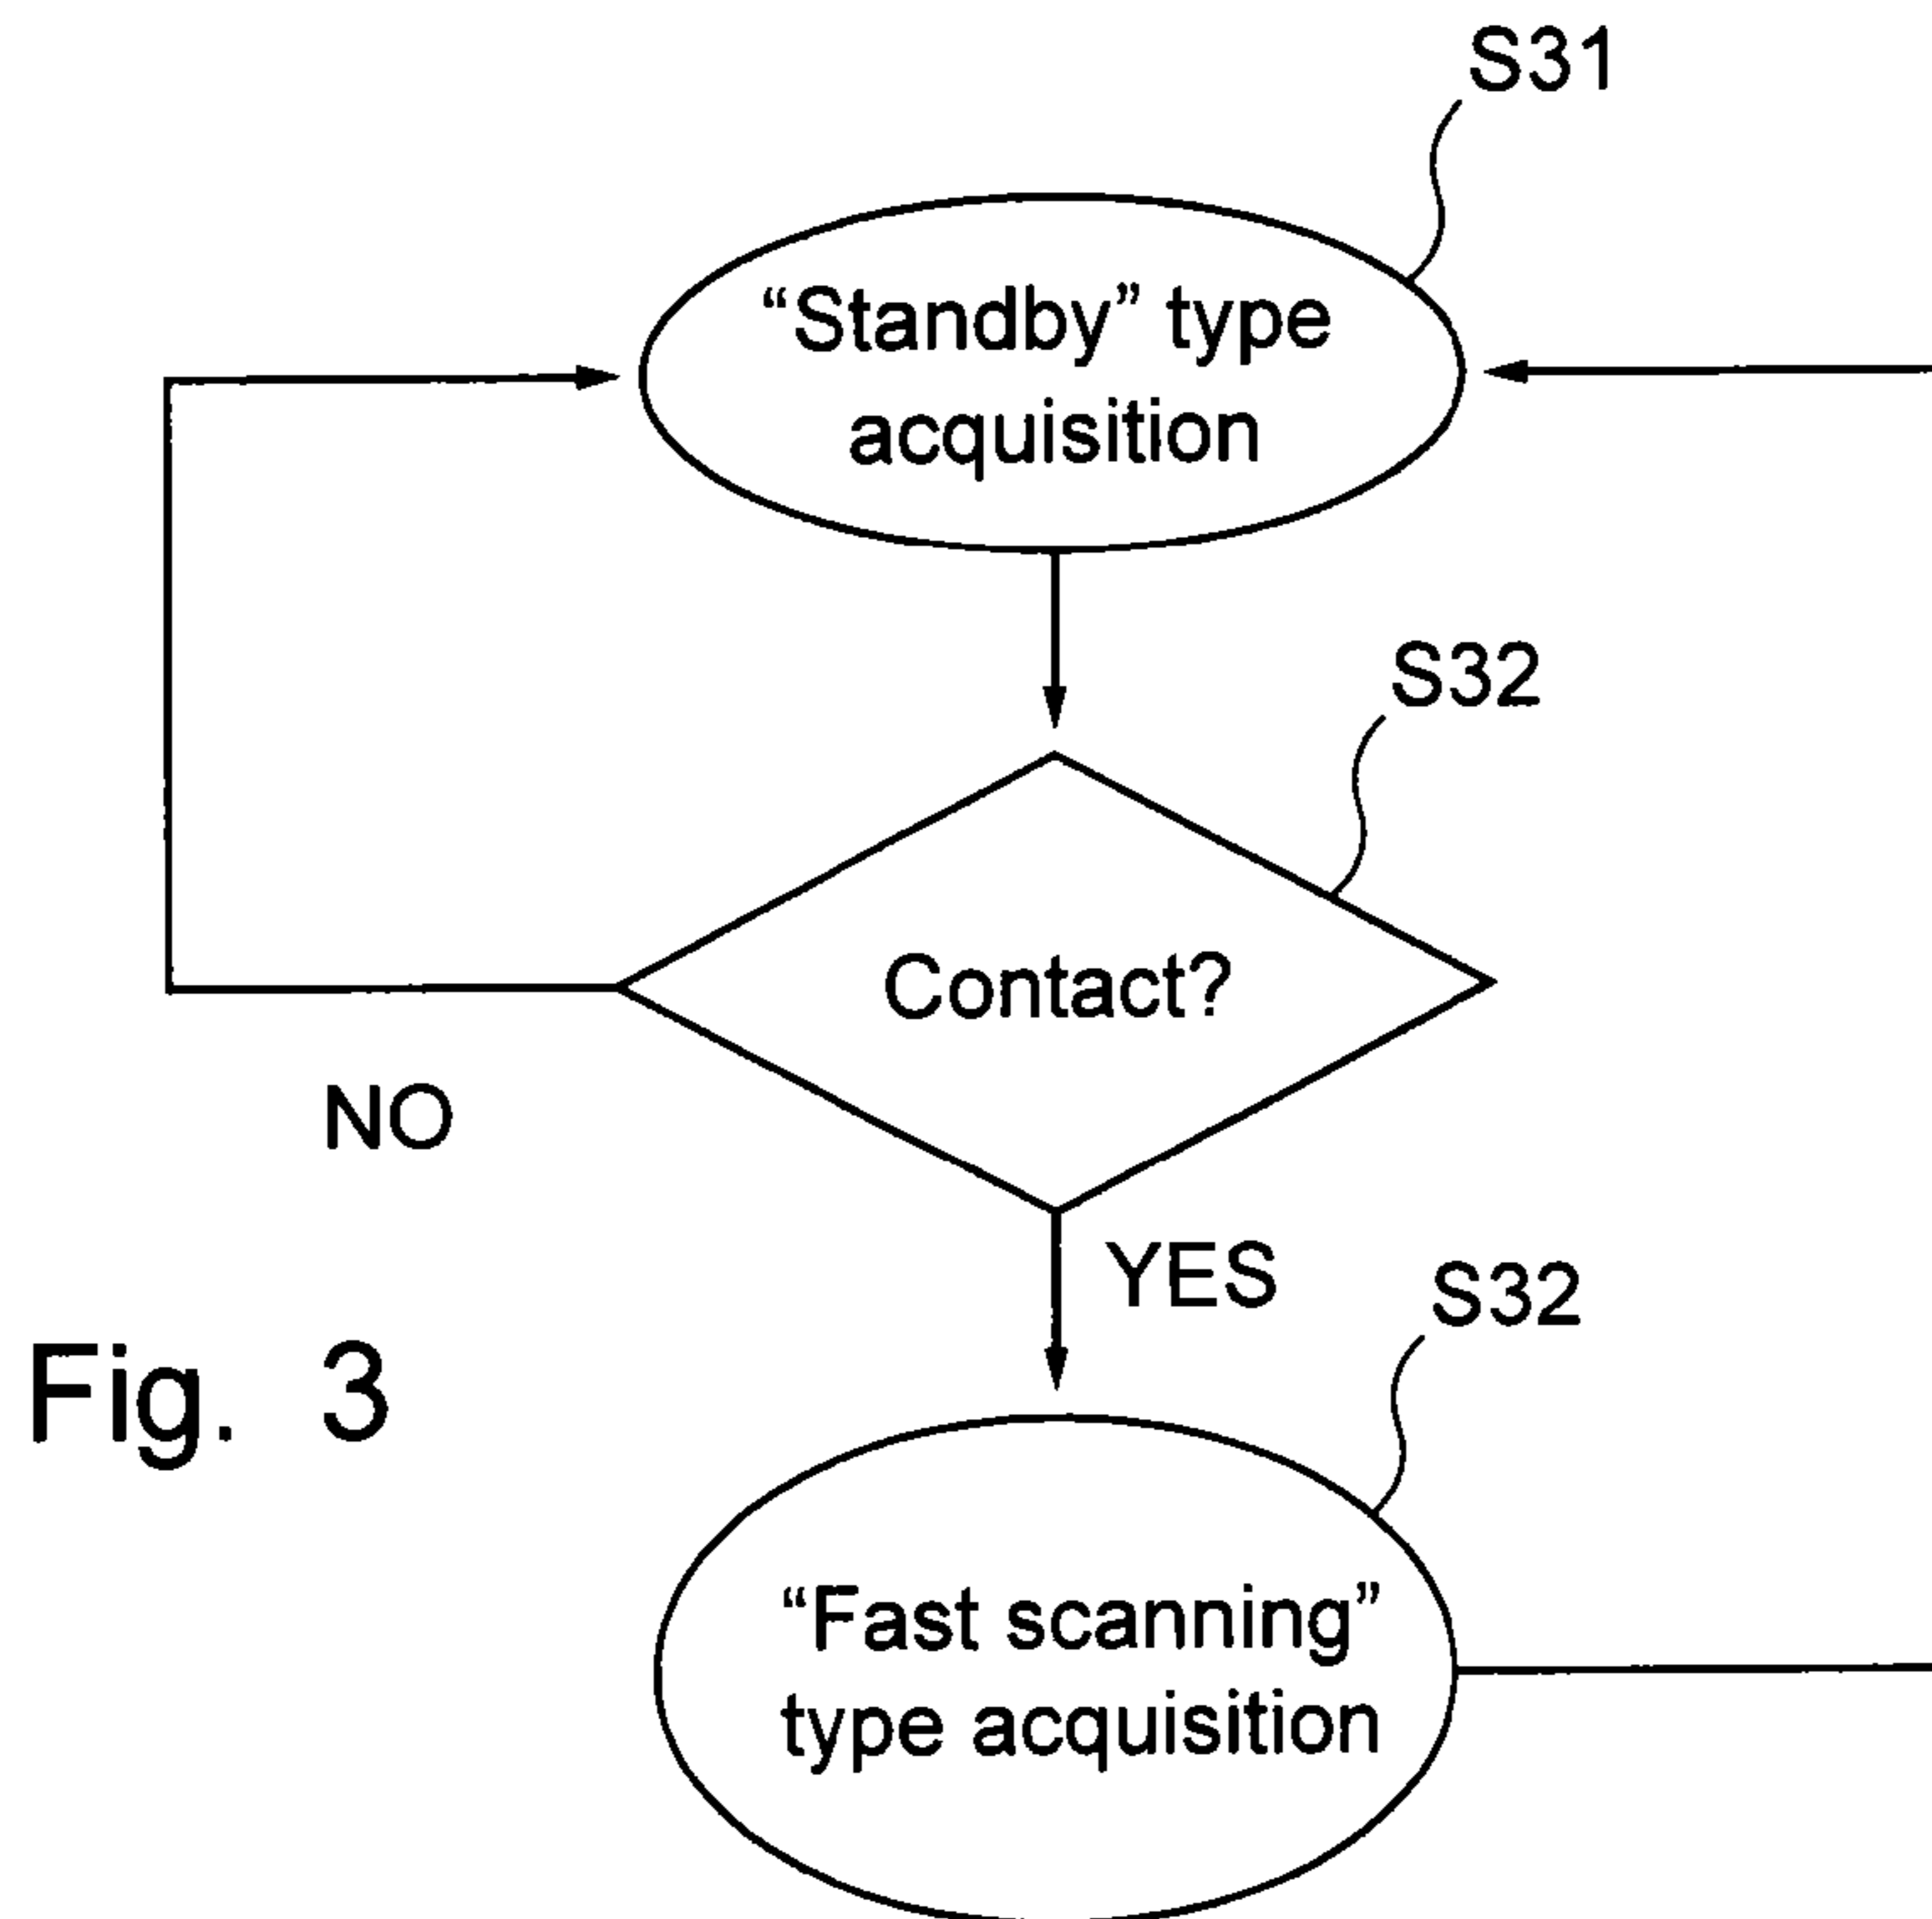 S31
“Standby” type
acquisition
S32
Contact?
NO
YES
S32
Fig. 3
“Fast scanning”
type acquisition